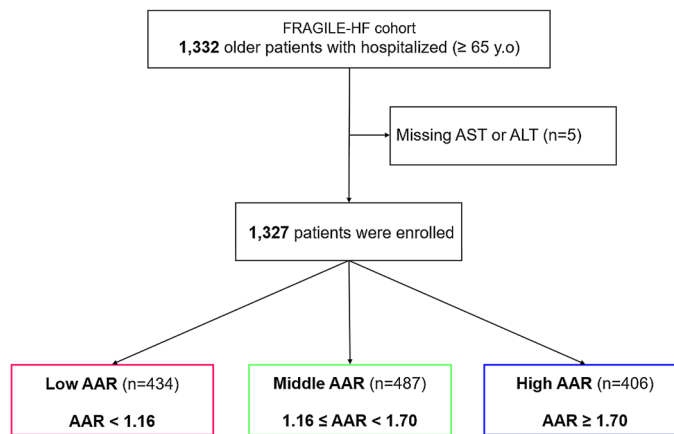 FRAGILE-HF cohort
1,332 older patients with hospitalized (≥ 65 y.o)
Missing AST or ALT (n=5)
1,327 patients were enrolled
Low AAR (n=434)
AAR < 1.16
Middle AAR (n=487)
1.16 ≤ AAR < 1.70
High AAR (n=406)
AAR ≥ 1.70